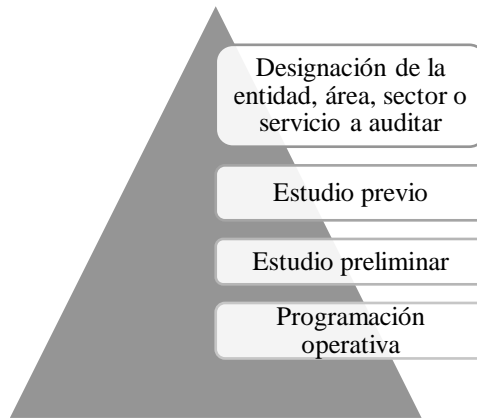 Designación de la
entidad, área, sector o
servicio a auditar
Estudio previo
Estudio preliminar
Programación
operativa